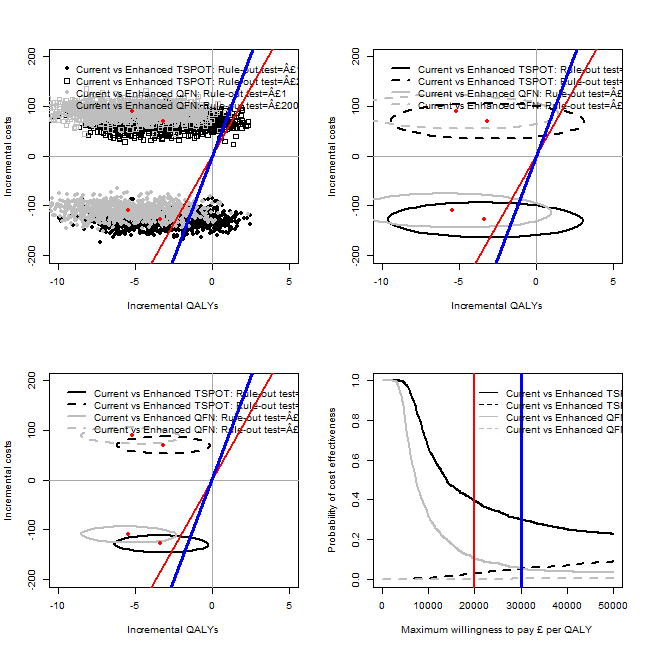 Current vs Enhanced TSPOT: Rule-out test=Â£1
Current vs Enhanced TSPOT: Rule-out test=Â£2
Current vs Enhanced QFN: Rule-out test=Â£1
Current vs Enhanced QFN: Rule-out test=Â£200
Incremental costs
200
100
0
-100
-200
-10
-5
0
5
Incremental QALYs
Current vs Enhanced TSPOT: Rule-out test=Â£
Current vs Enhanced TSPOT: Rule-out test=Â£
Current vs Enhanced QFN: Rule-out test=Â£
Current vs Enhanced QFN: Rule-out test=Â£
Incremental costs
200
100
0
-100
-200
-10
-5
0
5
Incremental QALYs
Current vs Enhanced TSPOT: Rule-out test=
Current vs Enhanced TSPOT: Rule-out test=
Current vs Enhanced QFN: Rule-out test=Â£
Current vs Enhanced QFN: Rule-out test=Â£
Incremental costs
200
100
0
-100
-200
-10
-5
0
5
Incremental QALYs
Current vs Enhanced TSP
Current vs Enhanced TSP
Current vs Enhanced QFN
Current vs Enhanced QFN
Probability of cost effectiveness
1.0
0.8
0.6
0.4
0.2
0.0
0
10000
20000
30000
40000
50000
Maximum willingness to pay £ per QALY